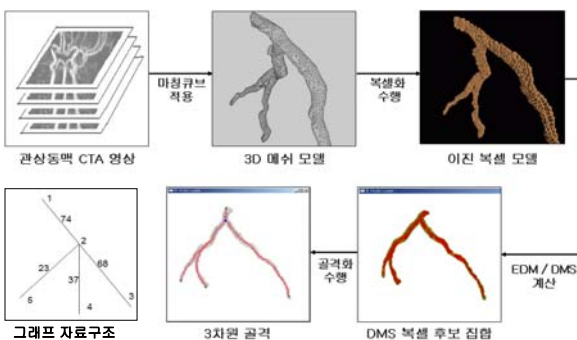 마칭큐브
적용
복셀화
수행
관상동맥 CTA 영상
3D 메쉬 모델
이진 복셀 모델
1
74
2
23
68
37
5
4
3
골격화
수행
EDM / DMS
계산
그래프 자료구조
3차원 골격
DMS 복셀 후보 집합